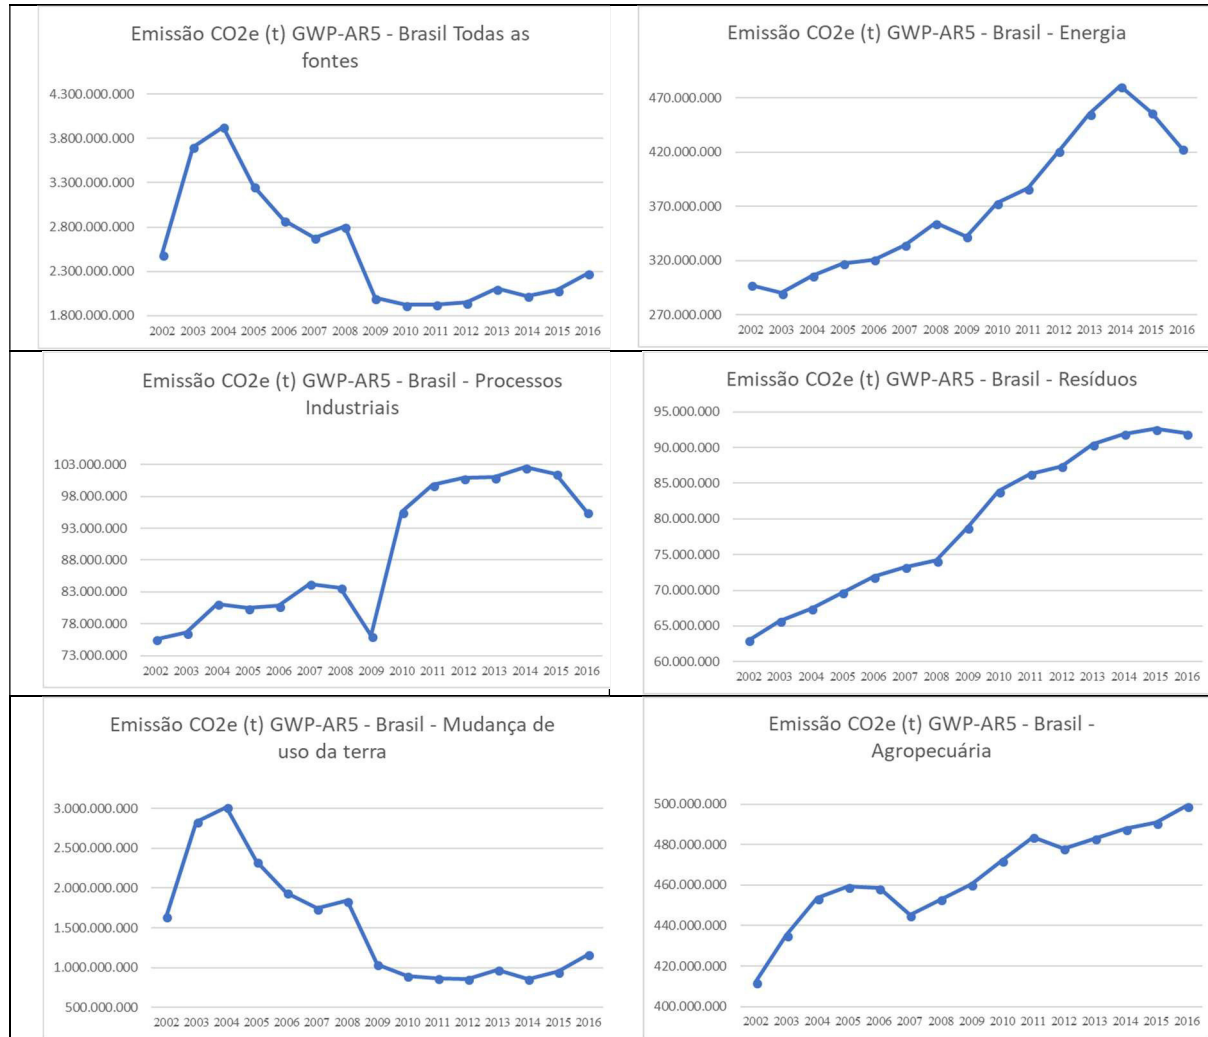 Emissão CO2e (t) GWP-AR5 - Brasil Todas as
fontes
4.300.000.000
3.800.000.000
3.300.000.000
2.800.000.000
2.300.000.000
1.800.000.000
2002 2003 2004 2005 2006 2007 2008 2009 2010 2011 2012 2013 2014 2015 2016
Emissão CO2e (t) GWP-AR5 - Brasil - Energia
470.000.000
420.000.000
370.000.000
320.000.000
270.000.000
2002 2003 2004 2005 2006 2007 2008 2009 2010 2011 2012 2013 2014 2015 2016
Emissão CO2e (t) GWP-AR5 - Brasil - Processos
Industriais
103.000.000
98.000.000
93.000.000
88.000.000
83.000.000
78.000.000
73.000.000
2002 2003 2004 2005 2006 2007 2008 2009 2010 2011 2012 2013 2014 2015 2016
Emissão CO2e (t) GWP-AR5 - Brasil - Resíduos
95.000.000
90.000.000
85.000.000
80.000.000
75.000.000
70.000.000
65.000.000
60.000.000
2002 2003 2004 2005 2006 2007 2008 2009 2010 2011 2012 2013 2014 2015 2016
Emissão CO2e (t) GWP-AR5 - Brasil - Mudança de
uso da terra
3.000.000.000
2.500.000.000
2.000.000.000
1.500.000.000
1.000.000.000
500.000.000
2002 2003 2004 2005 2006 2007 2008 2009 2010 2011 2012 2013 2014 2015 2016
Emissão CO2e (t) GWP-AR5 - Brasil -
Agropecuária
500.000.000
480.000.000
460.000.000
440.000.000
420.000.000
400.000.000
2002 2003 2004 2005 2006 2007 2008 2009 2010 2011 2012 2013 2014 2015 2016